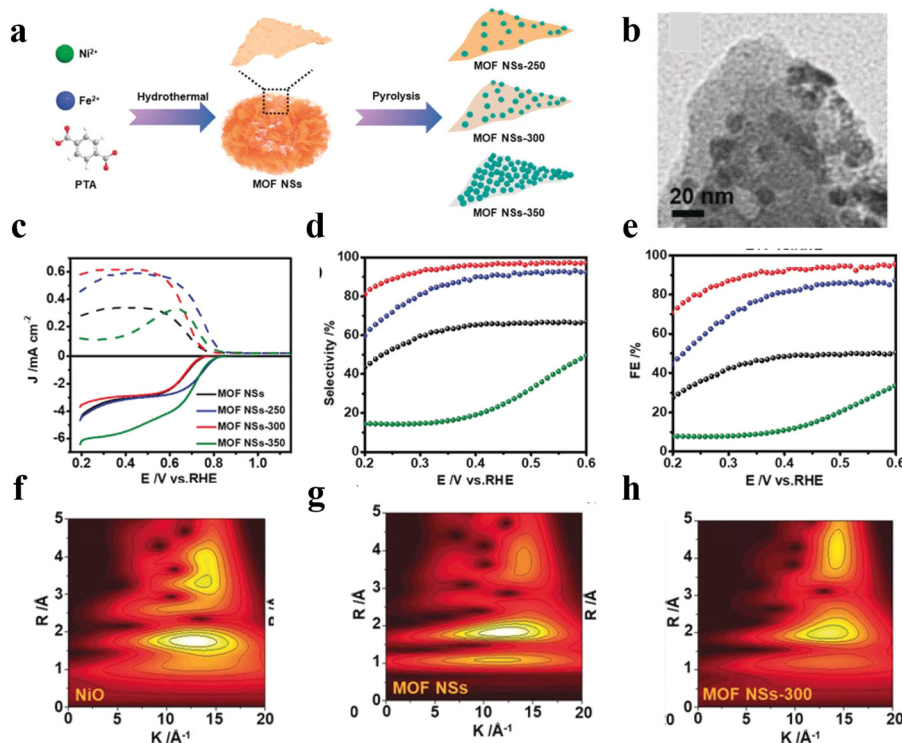 a
Ni²⁺
Fe²⁺
PTA
Hydrothermal
MOF NSs
Pyrolysis
MOF NSs-250
MOF NSs-300
MOF NSs-350
b
20 nm
c
J /mA cm⁻²
0.6
0.4
0.2
0
-2
-4
-6
MOF NSs
MOF NSs-250
MOF NSs-300
MOF NSs-350
0.2 0.4 0.6 0.8 1.0
E /V vs.RHE
d
Selectivity /%
100
80
60
40
20
0
0.2 0.3 0.4 0.5 0.6
E /V vs.RHE
e
FE /%
100
80
60
40
20
0
0.2 0.3 0.4 0.5 0.6
E /V vs.RHE
f
R /Å
5
4
3
2
1
0
NiO
0 5 10 15 20
K /Å⁻¹
g
R /Å
5
4
3
2
1
0
MOF NSs
0 5 10 15 20
K /Å⁻¹
h
R /Å
5
4
3
2
1
0
MOF NSs-300
0 5 10 15 20
K /Å⁻¹